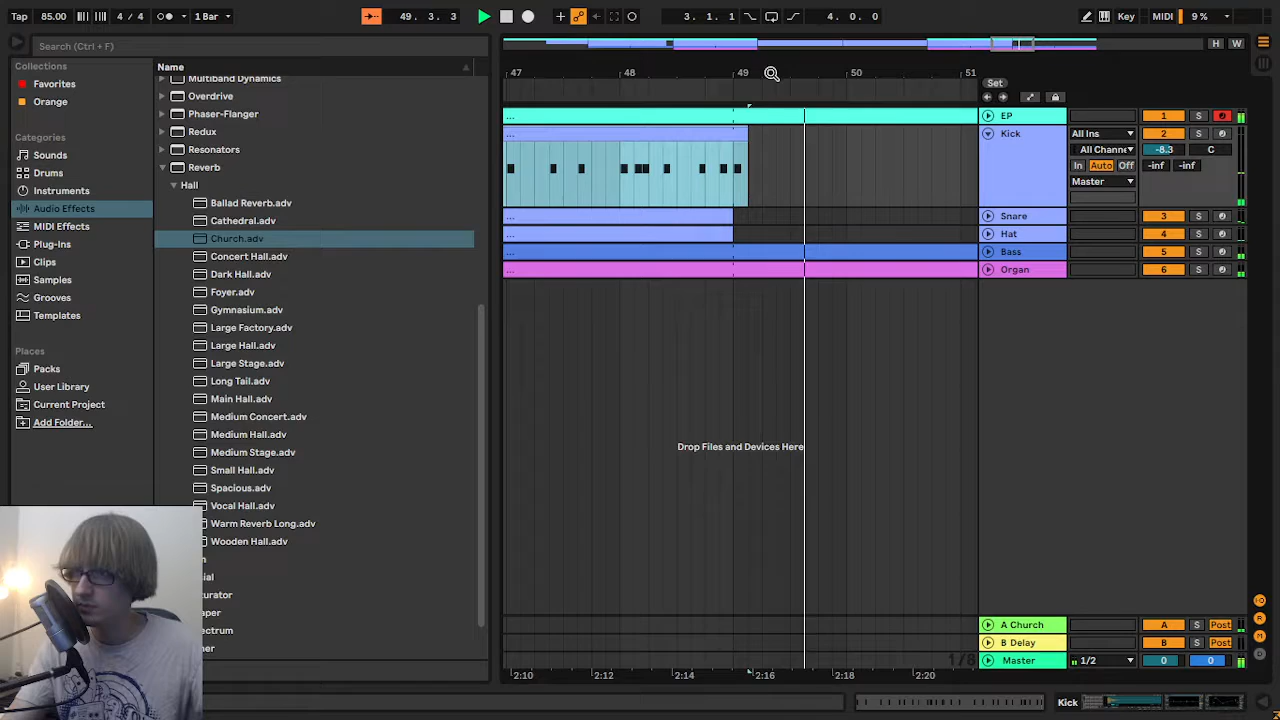 Tap 85.00 4 / 4 1 Bar 49. 3. 3 3. 1. 1 4. 0. 0 Key MIDI 9 %
Search (Ctrl + F)
H W
Collections
Favorites
Orange
Categories
Sounds
Drums
Instruments
Audio Effects
MIDI Effects
Plug-Ins
Clips
Samples
Grooves
Templates
Places
Packs
User Library
Current Project
Add Folder...
Name
Multiband Dynamics
Overdrive
Phaser-Flanger
Redux
Resonators
Reverb
Hall
Ballad Reverb.adv
Cathedral.adv
Church.adv
Concert Hall.adv
Dark Hall.adv
Foyer.adv
Gymnasium.adv
Large Factory.adv
Large Hall.adv
Large Stage.adv
Long Tail.adv
Main Hall.adv
Medium Concert.adv
Medium Hall.adv
Medium Stage.adv
Small Hall.adv
Spacious.adv
Vocal Hall.adv
Warm Reverb Long.adv
Wooden Hall.adv
47 48 49 50 51
Set
EP 1 S
Kick All Ins 2 S
All Channe -8.3 C
In Auto Off -inf -inf
Master
Snare 3 S
Hat 4 S
Bass 5 S
Organ 6 S
Drop Files and Devices Here
A Church A S Post
B Delay B S Post
1/8 Master 1/2 0 0
2:10 2:12 2:14 2:16 2:18 2:20
Kick